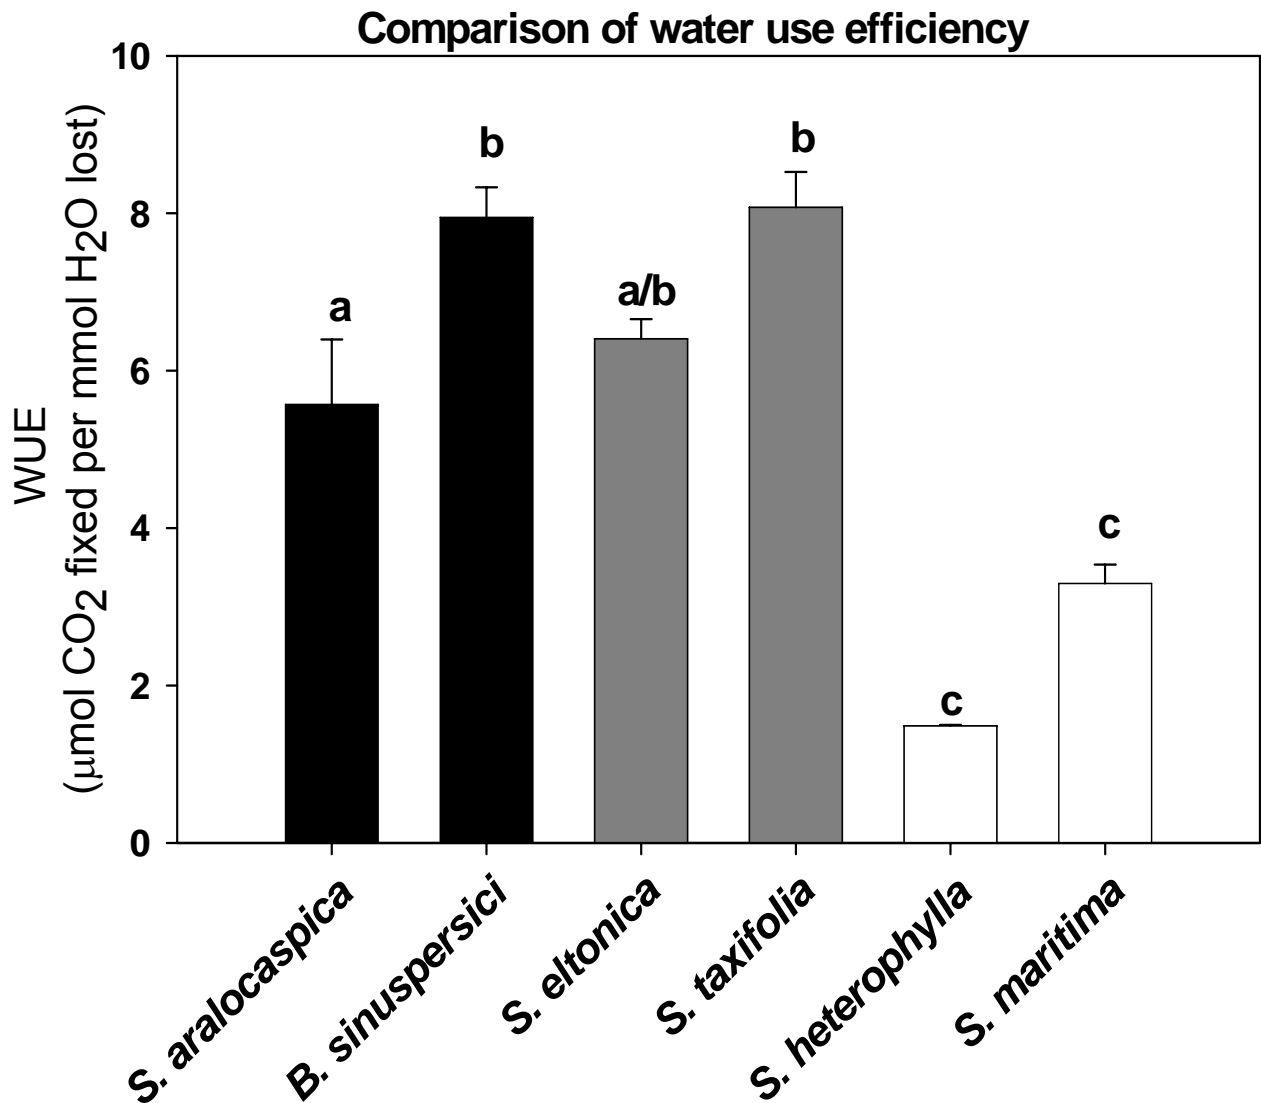 Comparison of water use efficiency
WUE
(μmol CO2 fixed per mmol H2O lost)
10
8
6
4
2
0
a
b
a/b
b
c
c
S. aralocaspica
B. sinuspersici
S. eltonica
S. taxifolia
S. heterophylla
S. maritima